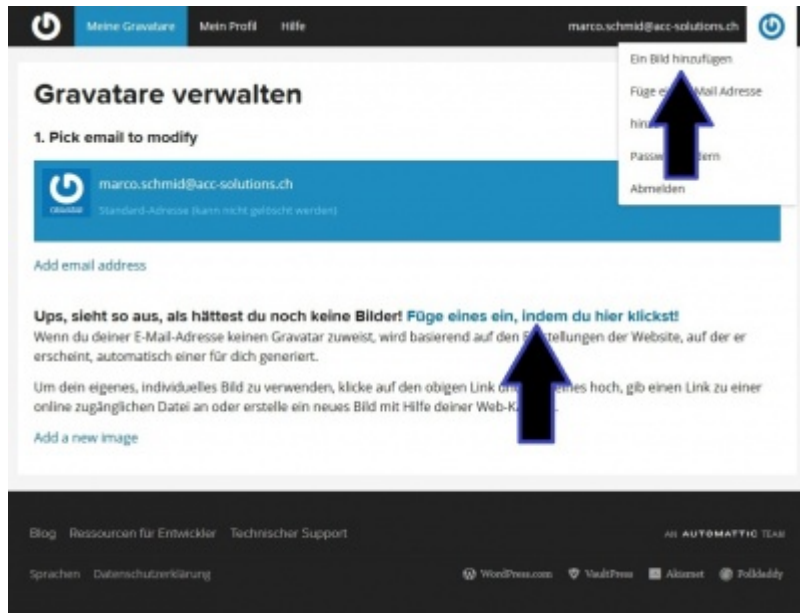 Meine Gravatare Mein Profil Hilfe marco.schmid@acc-solutions.ch
Ein Bild hinzufügen
Füge Mail Adresse
Abmelden
Gravatare verwalten
1. Pick email to modify
marco.schmid@acc-solutions.ch
Standard-Adresse (kann nicht gelöscht werden)
Add email address
Ups, sieht so aus, als hättest du noch keine Bilder! Füge eines ein, indem du hier klickst!
Wenn du deiner E-Mail-Adresse keinen Gravatar zuweist, wird basierend auf den der Website, auf der er
erscheint, automatisch einer für dich generiert.
Um dein eigenes, individuelles Bild zu verwenden, klicke auf den obigen Link hoch, gib einen Link zu einer
online zugänglichen Datei an oder erstelle ein neues Bild mit Hilfe deiner
Add a new image
Blog Ressourcen für Entwickler Technischer Support AN AUTOMATTIC TEAM
Sprachen Datenschutzerklärung WordPress.com VaultPress Akismet Polldaddy